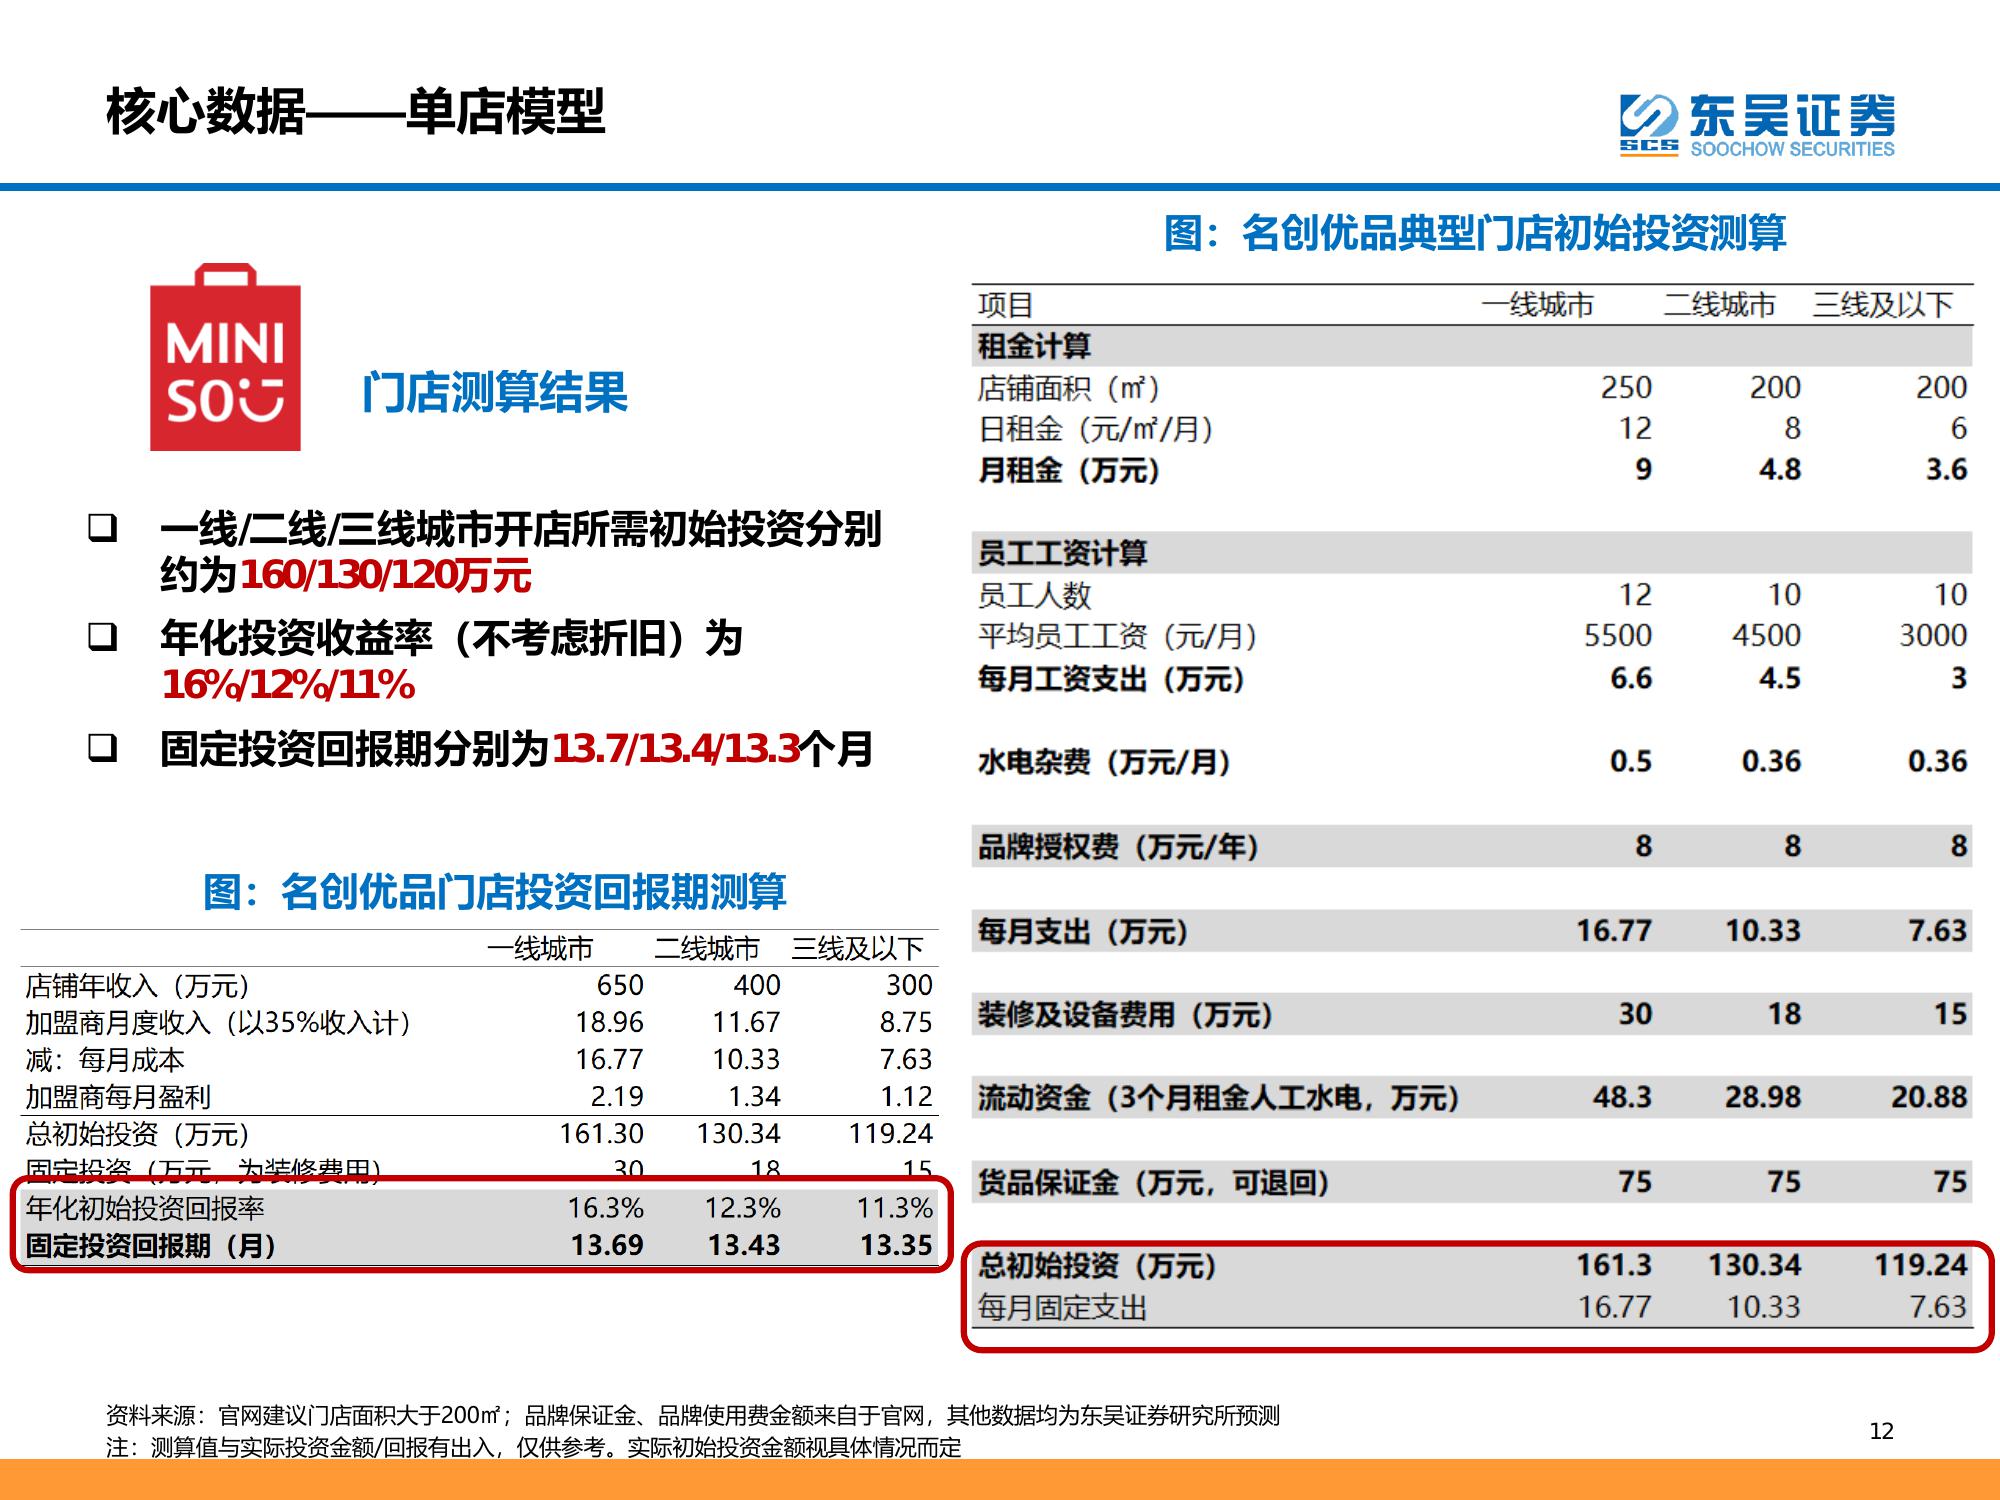 核心数据——单店模型
SCS 东吴证券
SOOCHOW SECURITIES
MINI
SO
门店测算结果
❑ 一线/二线/三线城市开店所需初始投资分别
约为160/130/120万元
❑ 年化投资收益率（不考虑折旧）为
16%/12%/11%
❑ 固定投资回报期分别为13.7/13.4/13.3个月
图：名创优品门店投资回报期测算
一线城市 二线城市 三线及以下
店铺年收入（万元） 650 400 300
加盟商月度收入（以35%收入计） 18.96 11.67 8.75
减：每月成本 16.77 10.33 7.63
加盟商每月盈利 2.19 1.34 1.12
总初始投资（万元） 161.30 130.34 119.24
固定投资（万元，为装修费用） 30 18 15
年化初始投资回报率 16.3% 12.3% 11.3%
固定投资回报期（月） 13.69 13.43 13.35
图：名创优品典型门店初始投资测算
项目 一线城市 二线城市 三线及以下
租金计算
店铺面积（㎡） 250 200 200
日租金（元/㎡/月） 12 8 6
月租金（万元） 9 4.8 3.6
员工工资计算
员工人数 12 10 10
平均员工工资（元/月） 5500 4500 3000
每月工资支出（万元） 6.6 4.5 3
水电杂费（万元/月） 0.5 0.36 0.36
品牌授权费（万元/年） 8 8 8
每月支出（万元） 16.77 10.33 7.63
装修及设备费用（万元） 30 18 15
流动资金（3个月租金人工水电，万元） 48.3 28.98 20.88
货品保证金（万元，可退回） 75 75 75
总初始投资（万元） 161.3 130.34 119.24
每月固定支出 16.77 10.33 7.63
资料来源：官网建议门店面积大于200㎡；品牌保证金、品牌使用费金额来自于官网，其他数据均为东吴证券研究所预测
注：测算值与实际投资金额/回报有出入，仅供参考。实际初始投资金额视具体情况而定
12